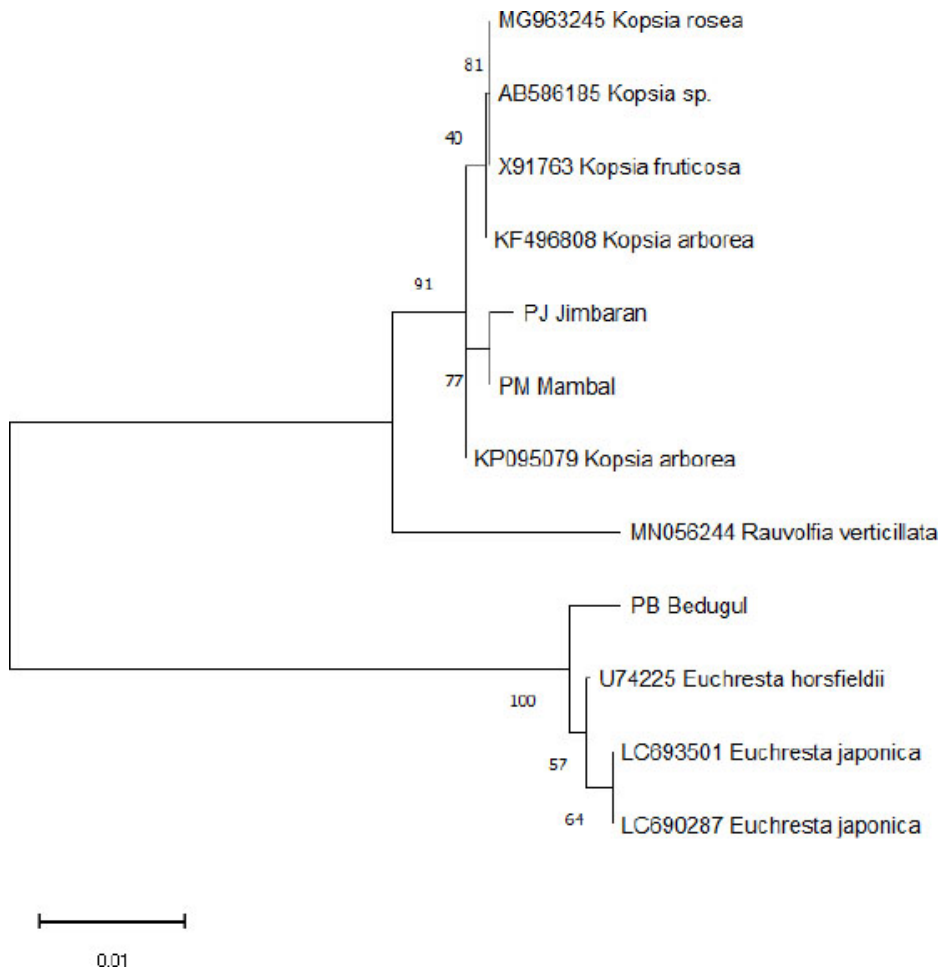 MG963245 Kopsia rosea
81
AB586185 Kopsia sp.
40
X91763 Kopsia fruticosa
KF496808 Kopsia arborea
91
PJ Jimbaran
77
PM Mambal
KP095079 Kopsia arborea
MN056244 Rauvolfia verticillata
PB Bedugul
U74225 Euchresta horsfieldii
100
LC693501 Euchresta japonica
57
64
LC690287 Euchresta japonica
0.01